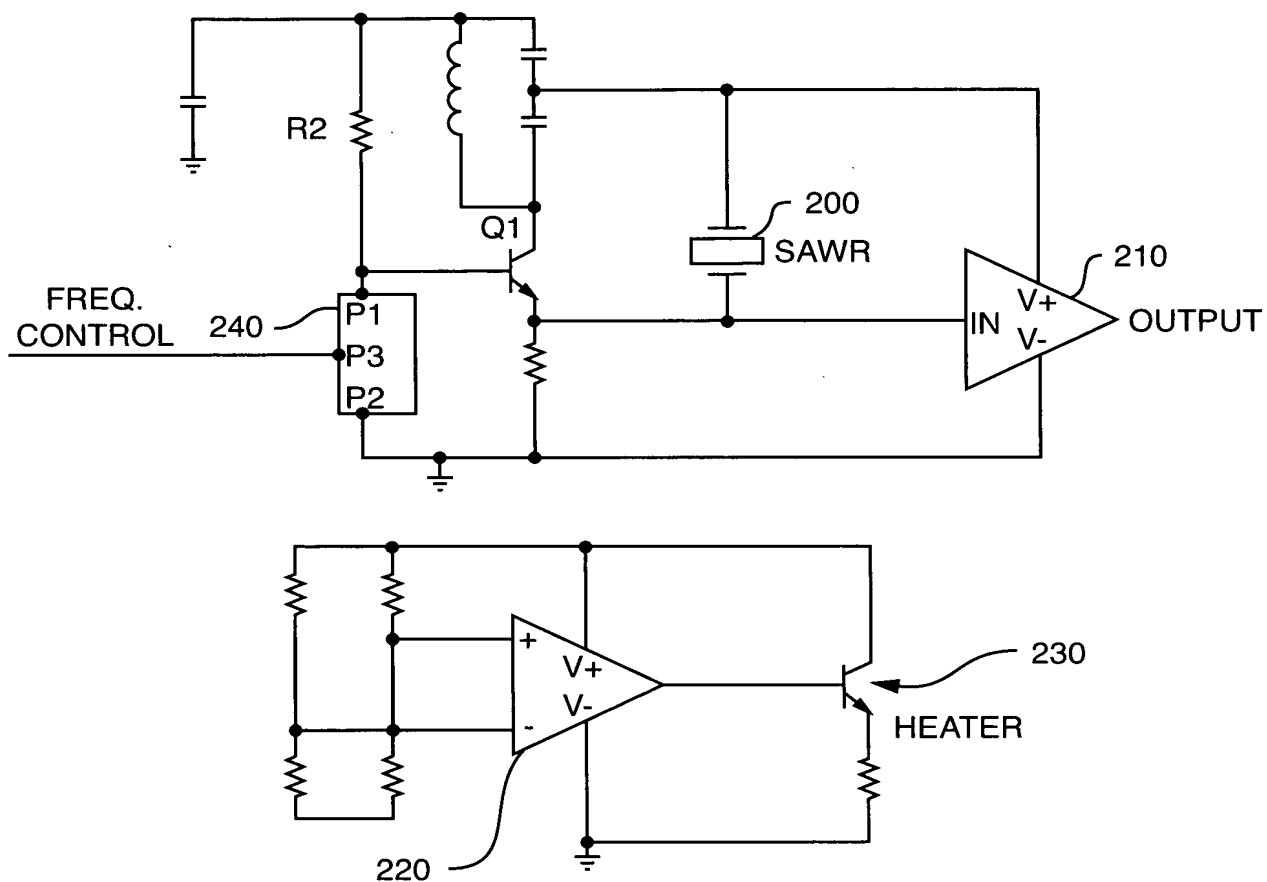 R2
Q1
200
SAWR
210
FREQ.
CONTROL
240
P1
P3
P2
IN
V+
V-
OUTPUT
+
V+
V-
-
230
HEATER
220